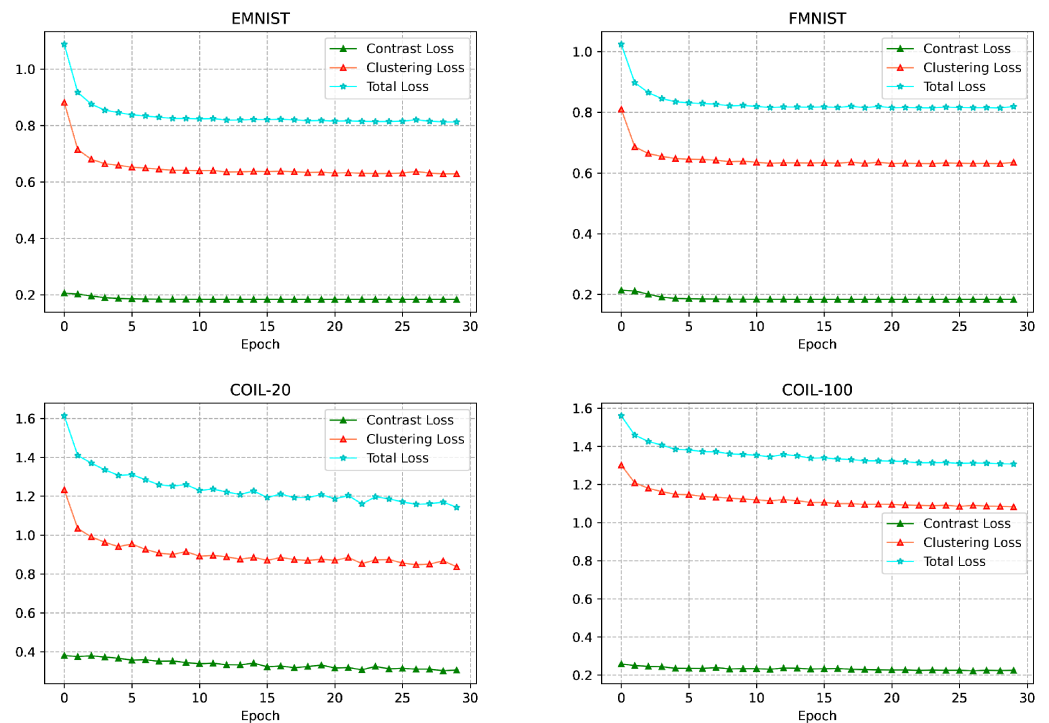 EMNIST
1.0
0.8
0.6
0.4
0.2
0 5 10 15 20 25 30
Epoch
Contrast Loss
Clustering Loss
Total Loss
FMNIST
1.0
0.8
0.6
0.4
0.2
0 5 10 15 20 25 30
Epoch
Contrast Loss
Clustering Loss
Total Loss
COIL-20
1.6
1.4
1.2
1.0
0.8
0.6
0.4
0 5 10 15 20 25 30
Epoch
Contrast Loss
Clustering Loss
Total Loss
COIL-100
1.6
1.4
1.2
1.0
0.8
0.6
0.4
0.2
0 5 10 15 20 25 30
Epoch
Contrast Loss
Clustering Loss
Total Loss